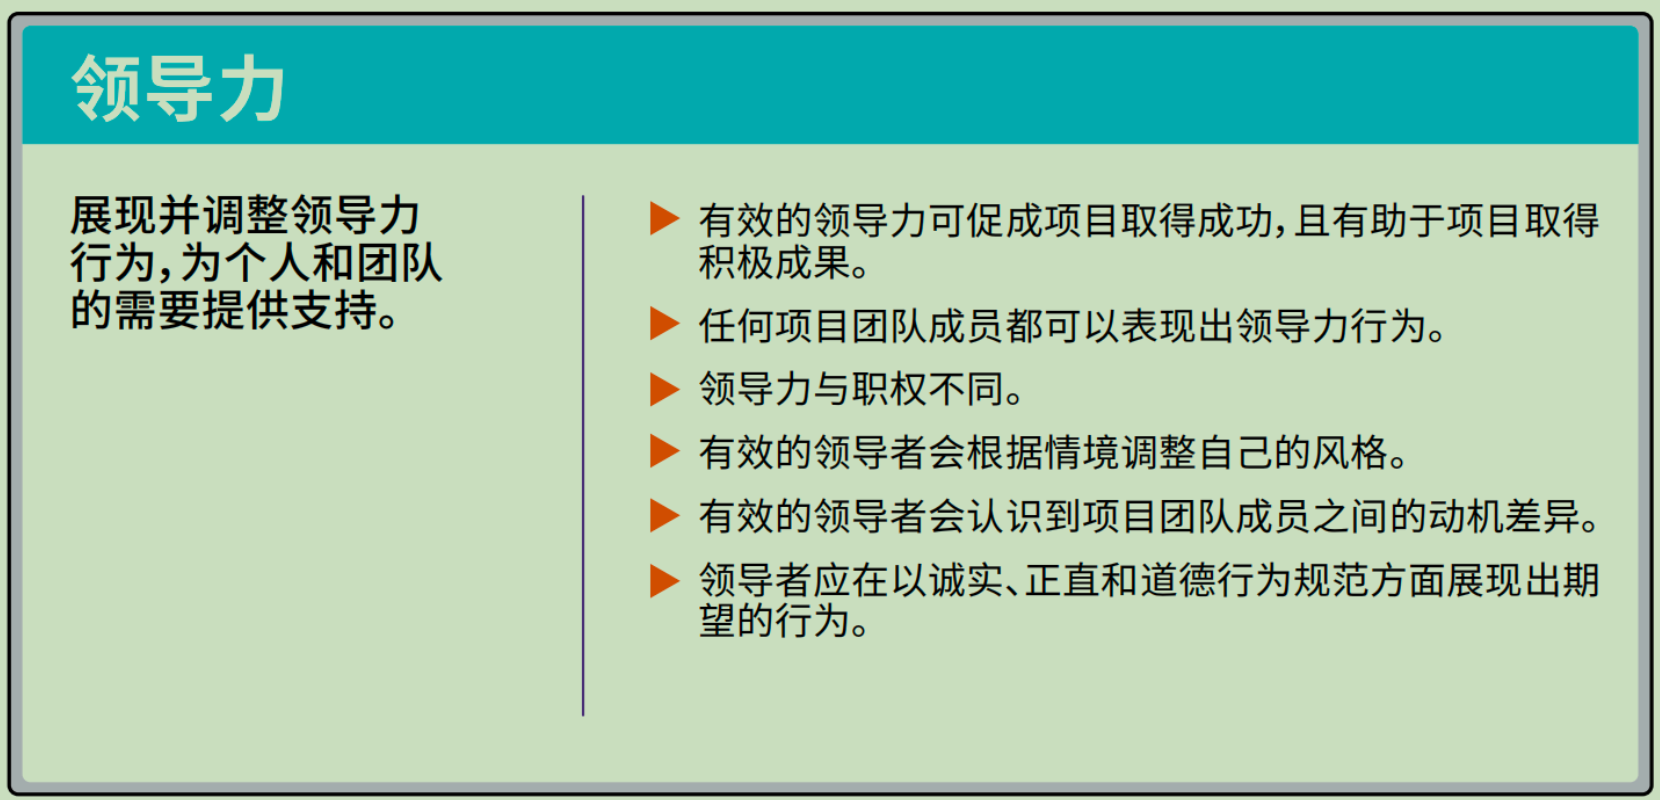 领导力
展现并调整领导力
行为，为个人和团队
的需要提供支持。
有效的领导力可促成项目取得成功，且有助于项目取得
积极成果。
任何项目团队成员都可以表现出领导力行为。
领导力与职权不同。
有效的领导者会根据情境调整自己的风格。
有效的领导者会认识到项目团队成员之间的动机差异。
领导者应在以诚实、正直和道德行为规范方面展现出期
望的行为。